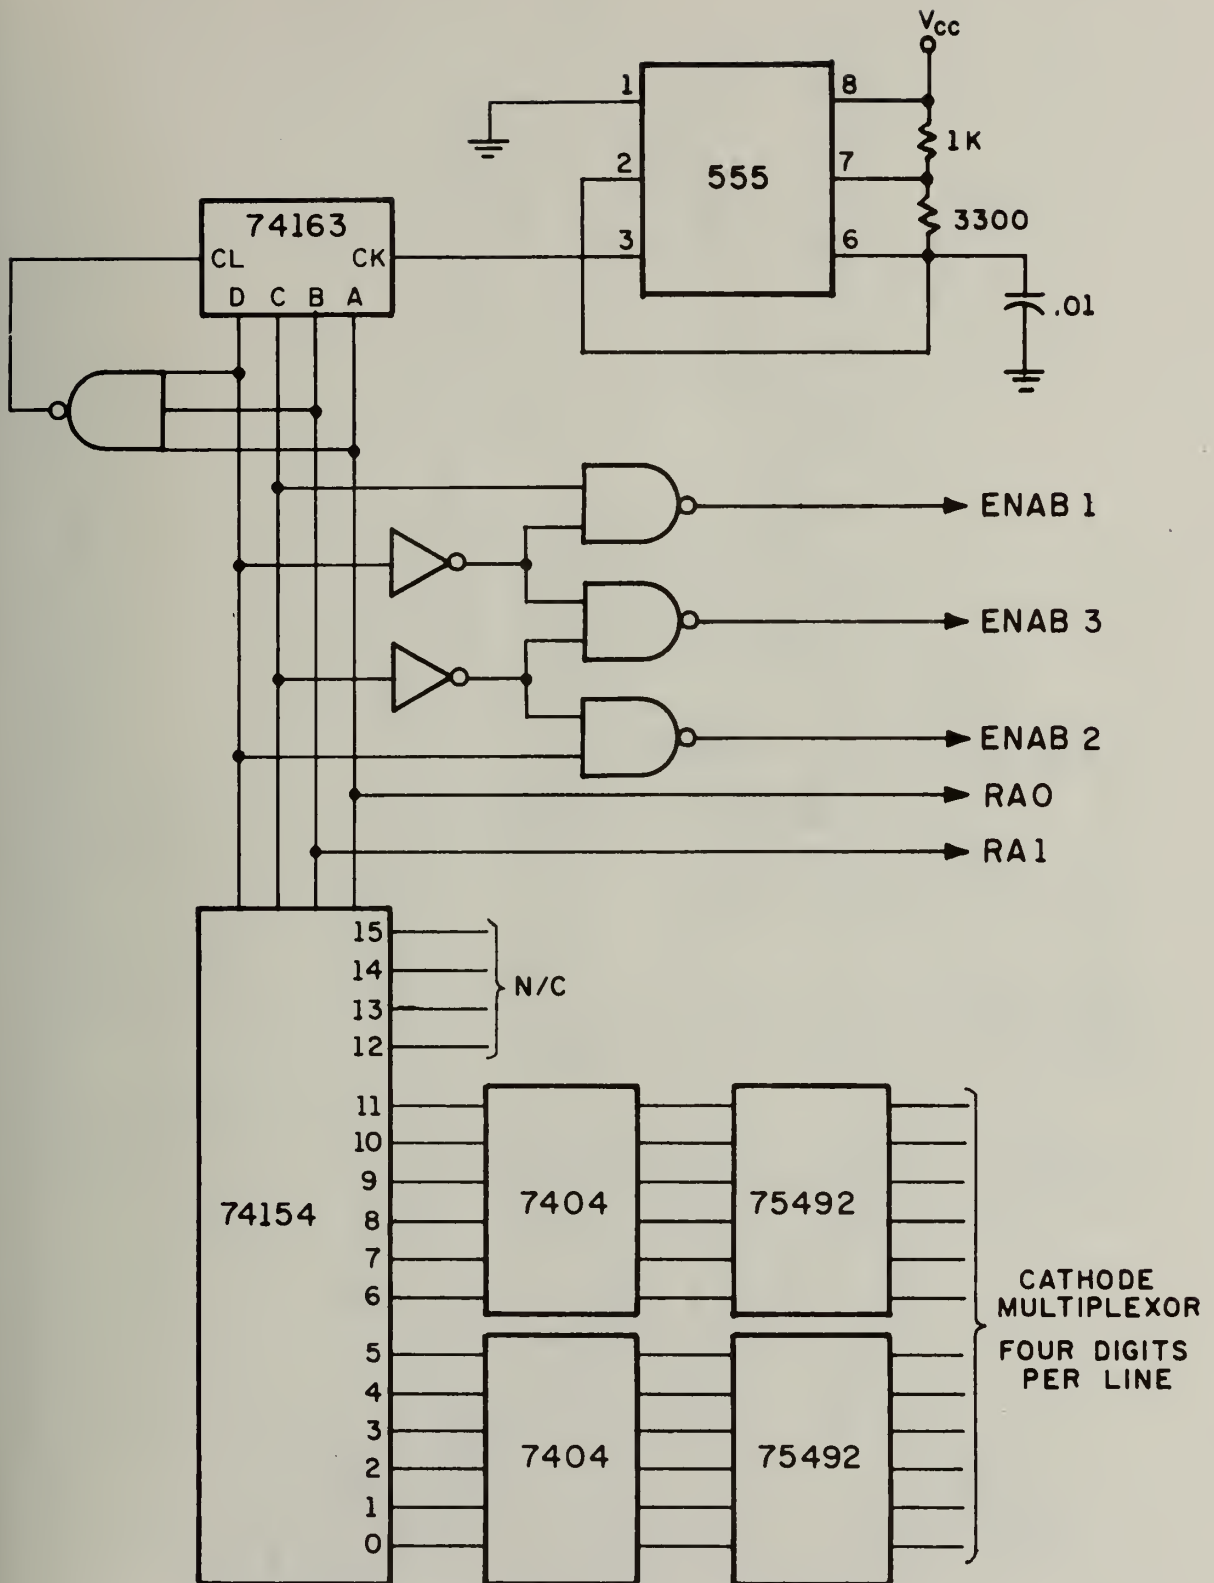 Vcc
1
8
1K
2
555
7
74163
3300
3
6
CL
CK
D C B A
.01
ENAB 1
ENAB 3
ENAB 2
RA0
RA1
15
14
N/C
13
12
11
10
9
8
7
6
74154
7404
75492
CATHODE
MULTIPLEXOR
FOUR DIGITS
PER LINE
5
4
3
2
1
0
7404
75492